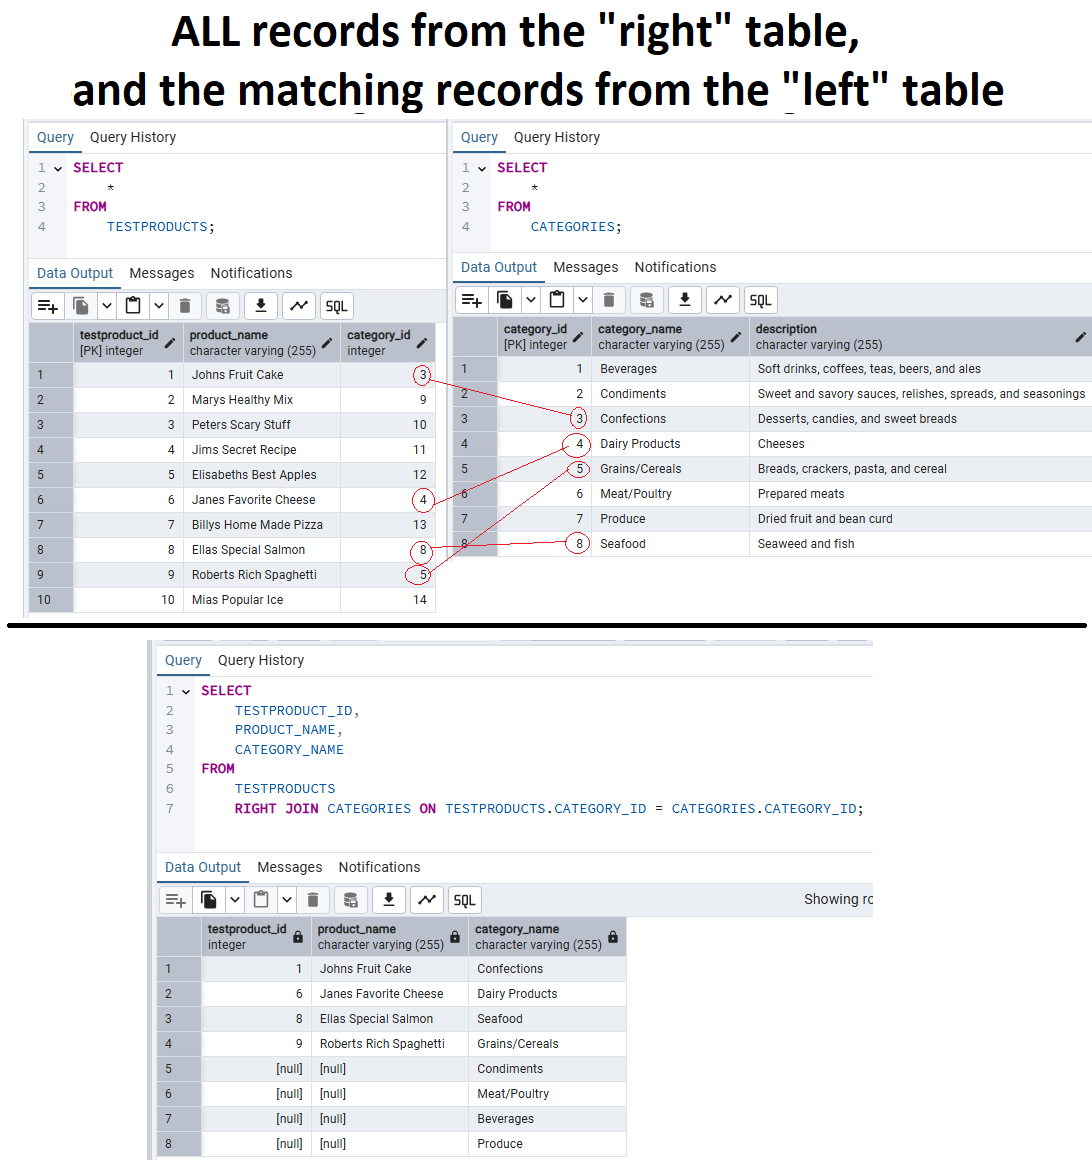 ALL records from the "right" table,
and the matching records from the "left" table
Query Query History
1 SELECT
2 *
3 FROM
4 TESTPRODUCTS;
Data Output Messages Notifications
SQL
testproduct_id product_name category_id
[PK] integer character varying (255) integer
1 1 Johns Fruit Cake 3
2 2 Marys Healthy Mix 9
3 3 Peters Scary Stuff 10
4 4 Jims Secret Recipe 11
5 5 Elisabeths Best Apples 12
6 6 Janes Favorite Cheese 4
7 7 Billys Home Made Pizza 13
8 8 Ellas Special Salmon 8
9 9 Roberts Rich Spaghetti 5
10 10 Mias Popular Ice 14
Query Query History
1 SELECT
2 *
3 FROM
4 CATEGORIES;
Data Output Messages Notifications
SQL
category_id category_name description
[PK] integer character varying (255) character varying (255)
1 1 Beverages Soft drinks, coffees, teas, beers, and ales
2 2 Condiments Sweet and savory sauces, relishes, spreads, and seasonings
3 3 Confections Desserts, candies, and sweet breads
4 4 Dairy Products Cheeses
5 5 Grains/Cereals Breads, crackers, pasta, and cereal
6 6 Meat/Poultry Prepared meats
7 7 Produce Dried fruit and bean curd
8 8 Seafood Seaweed and fish
Query Query History
1 SELECT
2 TESTPRODUCT_ID,
3 PRODUCT_NAME,
4 CATEGORY_NAME
5 FROM
6 TESTPRODUCTS
7 RIGHT JOIN CATEGORIES ON TESTPRODUCTS.CATEGORY_ID = CATEGORIES.CATEGORY_ID;
Data Output Messages Notifications
SQL Showing ro
testproduct_id product_name category_name
integer character varying (255) character varying (255)
1 1 Johns Fruit Cake Confections
2 6 Janes Favorite Cheese Dairy Products
3 8 Ellas Special Salmon Seafood
4 9 Roberts Rich Spaghetti Grains/Cereals
5 [null] [null] Condiments
6 [null] [null] Meat/Poultry
7 [null] [null] Beverages
8 [null] [null] Produce